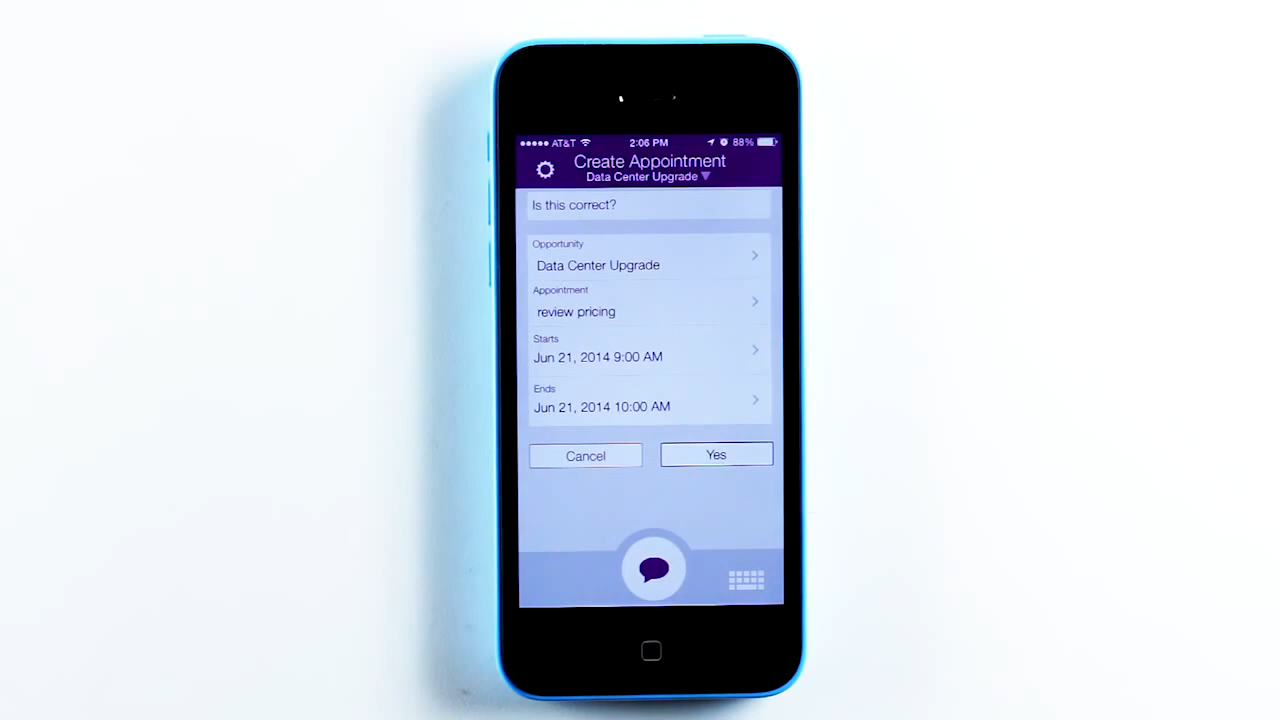 AT&T 2:06 PM 88%
Create Appointment
Data Center Upgrade
Is this correct?
Opportunity
Data Center Upgrade
Appointment
review pricing
Starts
Jun 21, 2014 9:00 AM
Ends
Jun 21, 2014 10:00 AM
Cancel Yes